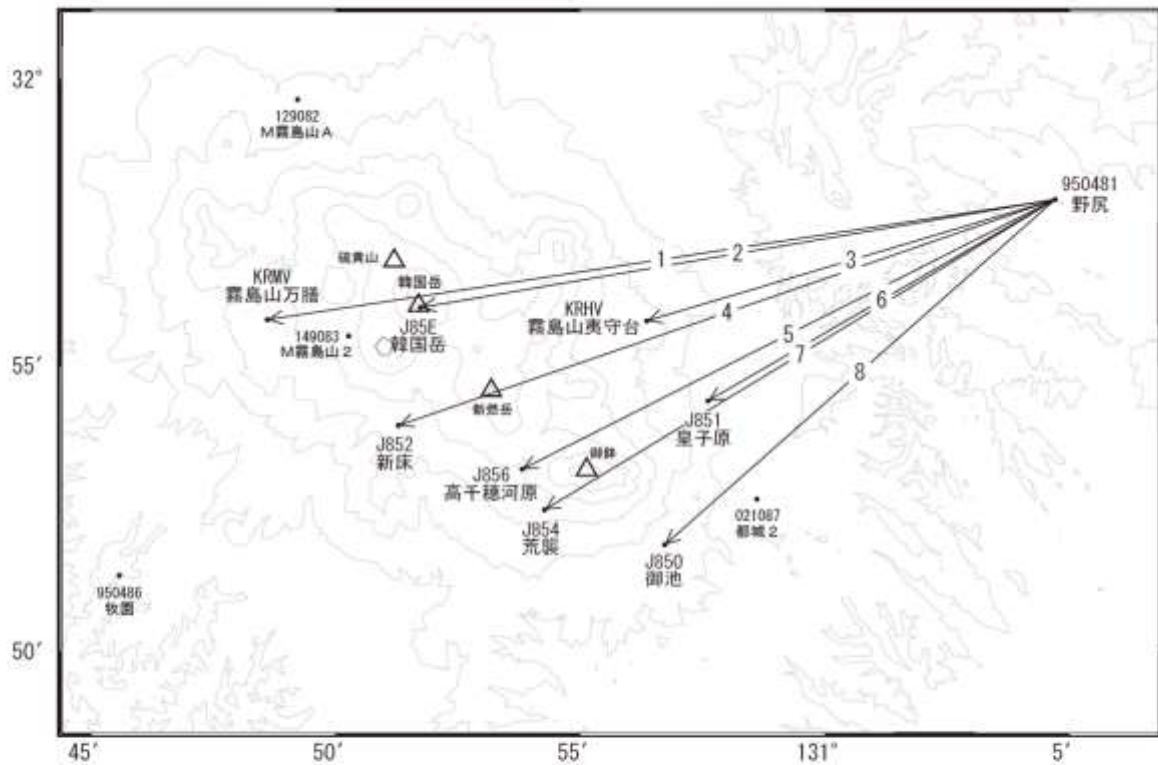 32°
129082
M霧島山A
950481
野尻
硫黄山
韓国岳
KRMV
霧島山万膳
J85E
韓国岳
149083
M霧島山2
KRHV
霧島山夷守台
1
2
3
4
5
6
7
8
55′
新燃岳
J852
新床
J851
皇子原
御鉢
J856
高千穂河原
J854
荒襲
021087
都城2
J850
御池
950486
牧園
50′
45′
50′
55′
131°
5′